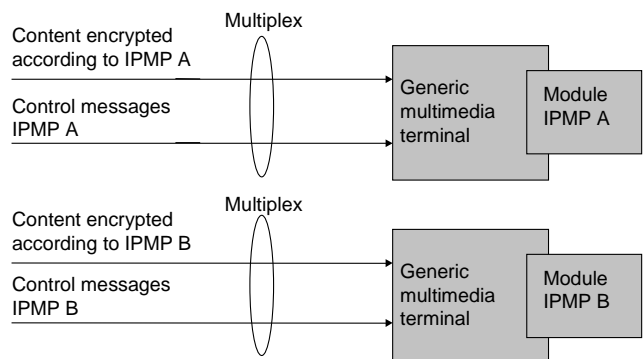 Multiplex
Content encrypted
according to IPMP A
Control messages
IPMP A
Generic
multimedia
terminal
Module
IPMP A
Multiplex
Content encrypted
according to IPMP B
Control messages
IPMP B
Generic
multimedia
terminal
Module
IPMP B